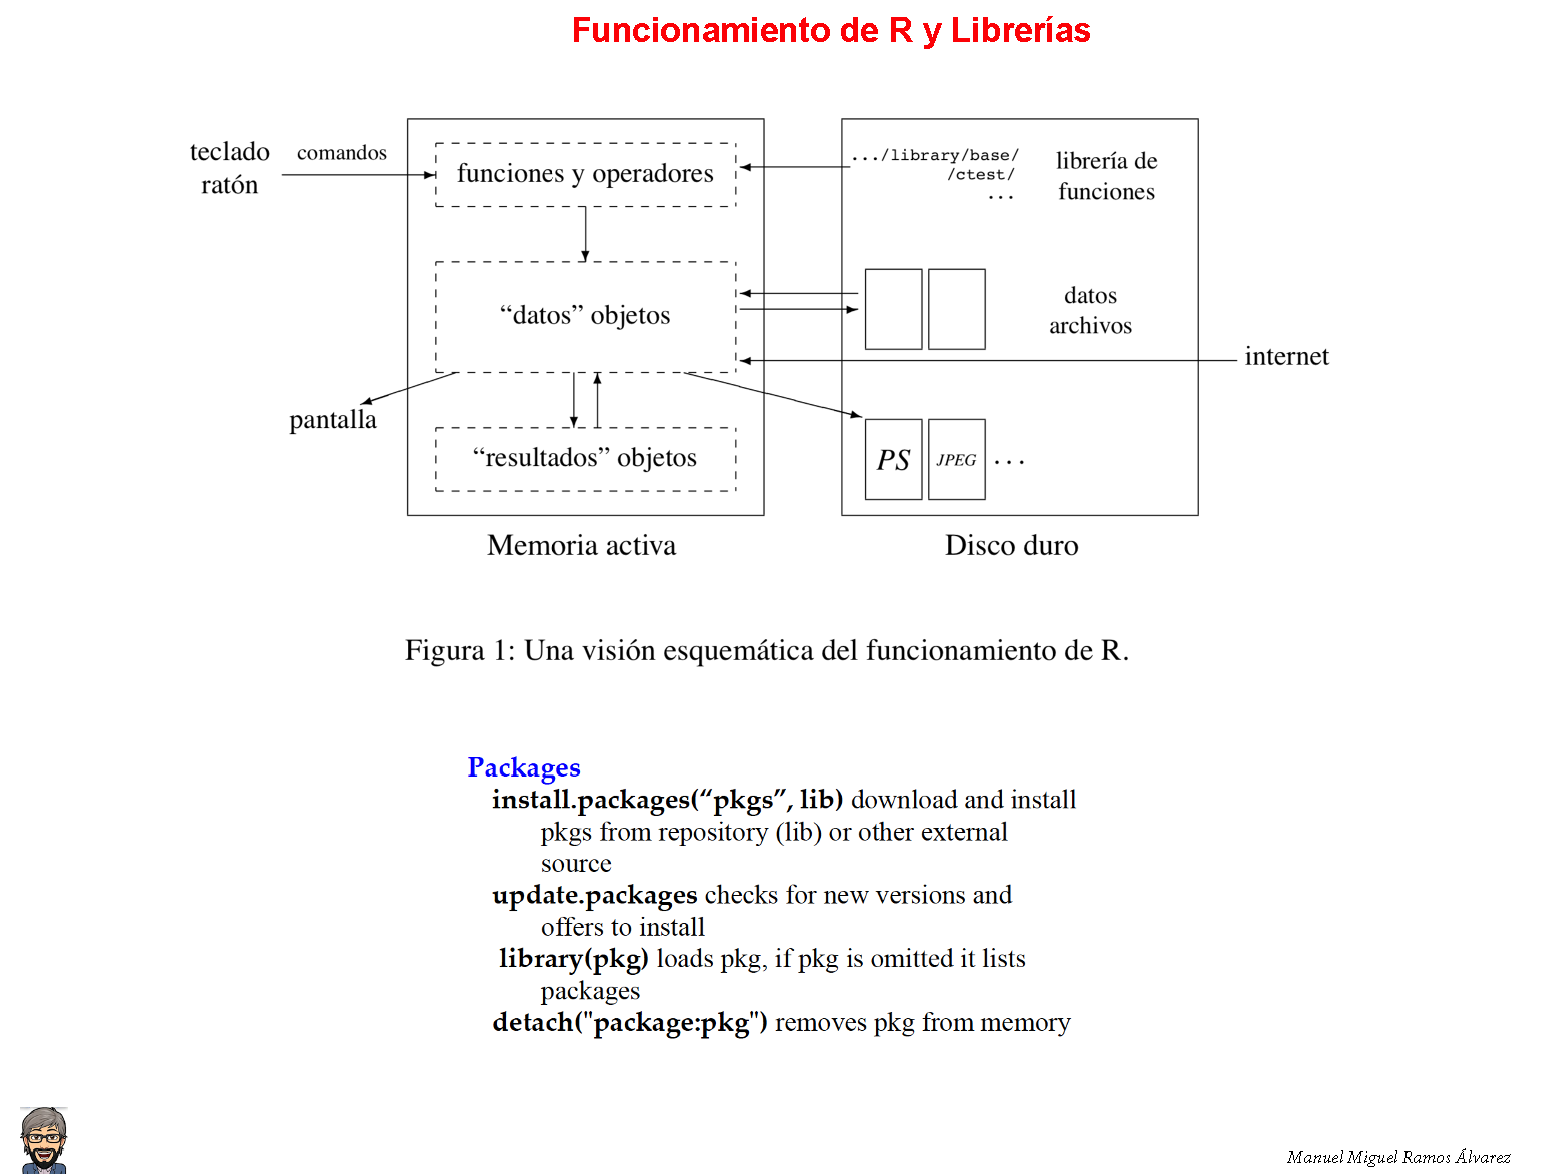 Funcionamiento de R y Librerías
teclado
ratón
comandos
funciones y operadores
.../library/base/
/ctest/
...
librería de
funciones
“datos” objetos
datos
archivos
internet
pantalla
“resultados” objetos
PS
JPEG
...
Memoria activa
Disco duro
Figura 1: Una visión esquemática del funcionamiento de R.
Packages
install.packages(“pkgs”, lib) download and install
pkgs from repository (lib) or other external
source
update.packages checks for new versions and
offers to install
library(pkg) loads pkg, if pkg is omitted it lists
packages
detach("package:pkg") removes pkg from memory
Manuel Miguel Ramos Álvarez